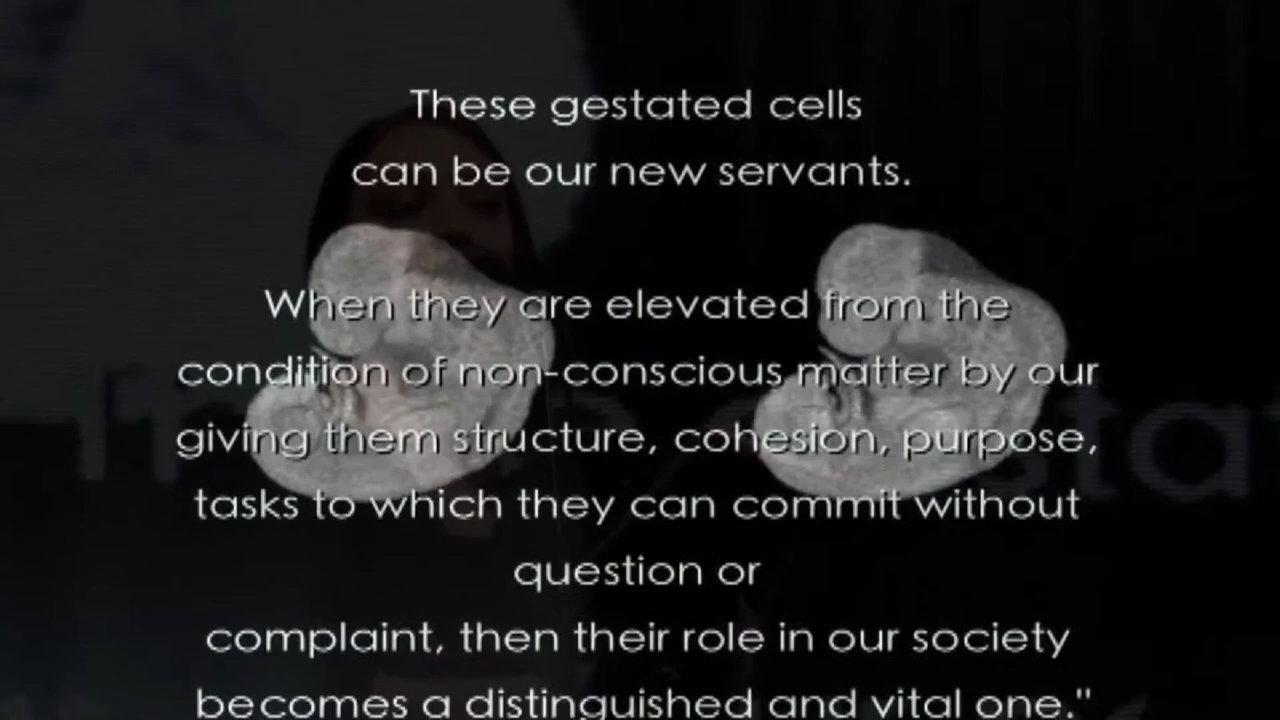 These gestated cells
can be our new servants.
When they are elevated from the
condition of non-conscious matter by our
giving them structure, cohesion, purpose,
tasks to which they can commit without
question or
complaint, then their role in our society
becomes a distinguished and vital one."